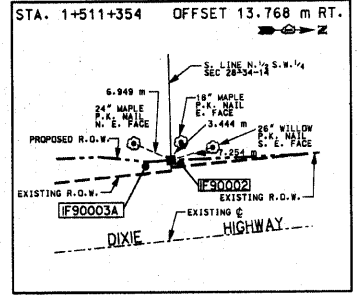 STA. 1+511+354 OFFSET 13.768 m RT.
Z
S. LINE N.½ S.W.¼
SEC 28-34-14
6.949 m
24" MAPLE
P.K. NAIL
N. E. FACE
18" MAPLE
P.K. NAIL
E. FACE
3.444 m
26" WILLOW
P.K. NAIL
S. E. FACE
7.254 m
PROPOSED R.O.W.
EXISTING R.O.W.
IF90002
IF90003A
EXISTING R.O.W.
EXISTING ℄
DIXIE HIGHWAY